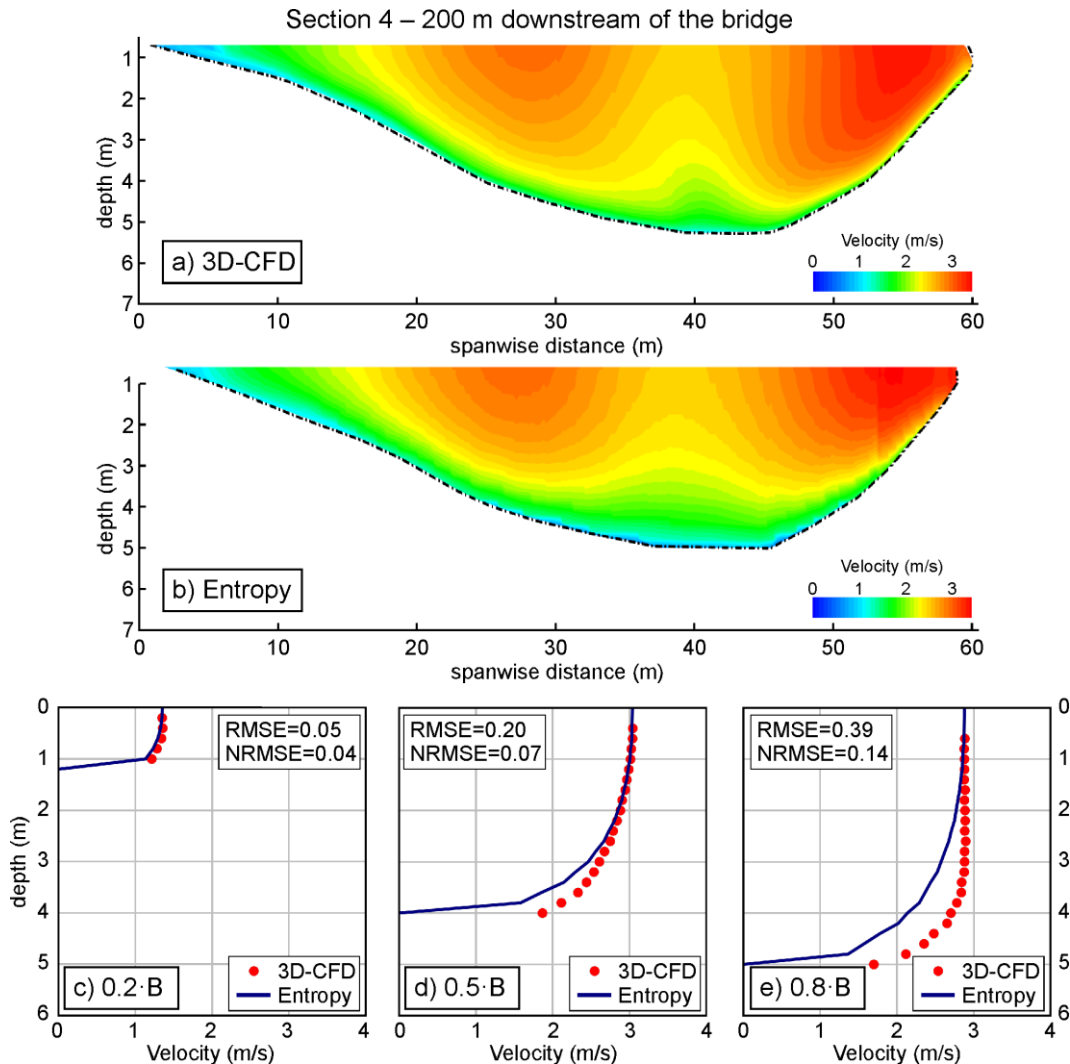 Section 4 – 200 m downstream of the bridge
1
2
3
4
5
6
7
depth (m)
a) 3D-CFD
Velocity (m/s)
0 1 2 3
0 10 20 30 40 50 60
spanwise distance (m)
1
2
3
4
5
6
7
depth (m)
b) Entropy
Velocity (m/s)
0 1 2 3
0 10 20 30 40 50 60
spanwise distance (m)
0
1
2
3
4
5
6
depth (m)
RMSE=0.05
NRMSE=0.04
3D-CFD
Entropy
c) 0.2·B
0 1 2 3 4
Velocity (m/s)
RMSE=0.20
NRMSE=0.07
3D-CFD
Entropy
d) 0.5·B
0 1 2 3 4
Velocity (m/s)
RMSE=0.39
NRMSE=0.14
3D-CFD
Entropy
e) 0.8·B
0 1 2 3 4
Velocity (m/s)
0
1
2
3
4
5
6